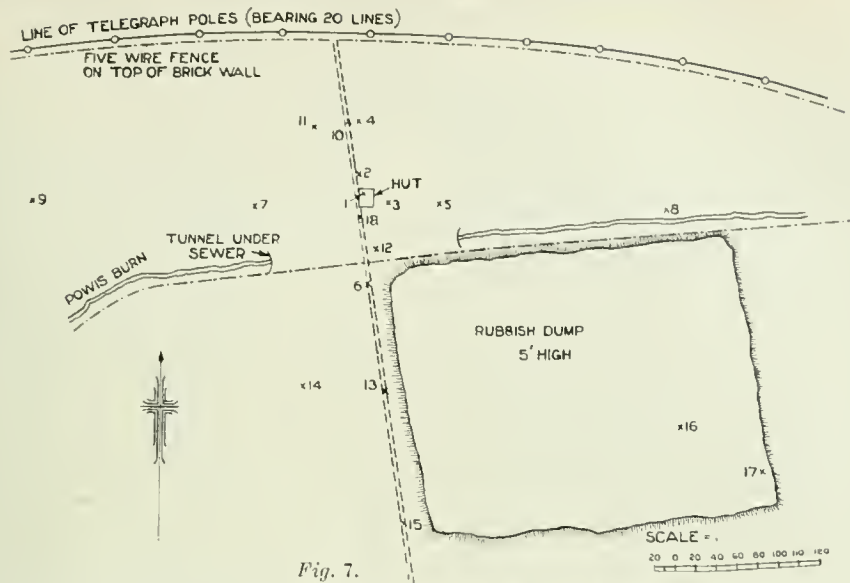 LINE OF TELEGRAPH POLES (BEARING 20 LINES)
FIVE WIRE FENCE
ON TOP OF BRICK WALL
11
10
4
2
HUT
9
7
1
3
5
8
18
TUNNEL UNDER
SEWER
12
POWIS BURN
6
RUBBISH DUMP
5' HIGH
14
13
16
17
15
SCALE =
20 0 20 40 60 80 100 110 120
Fig. 7.